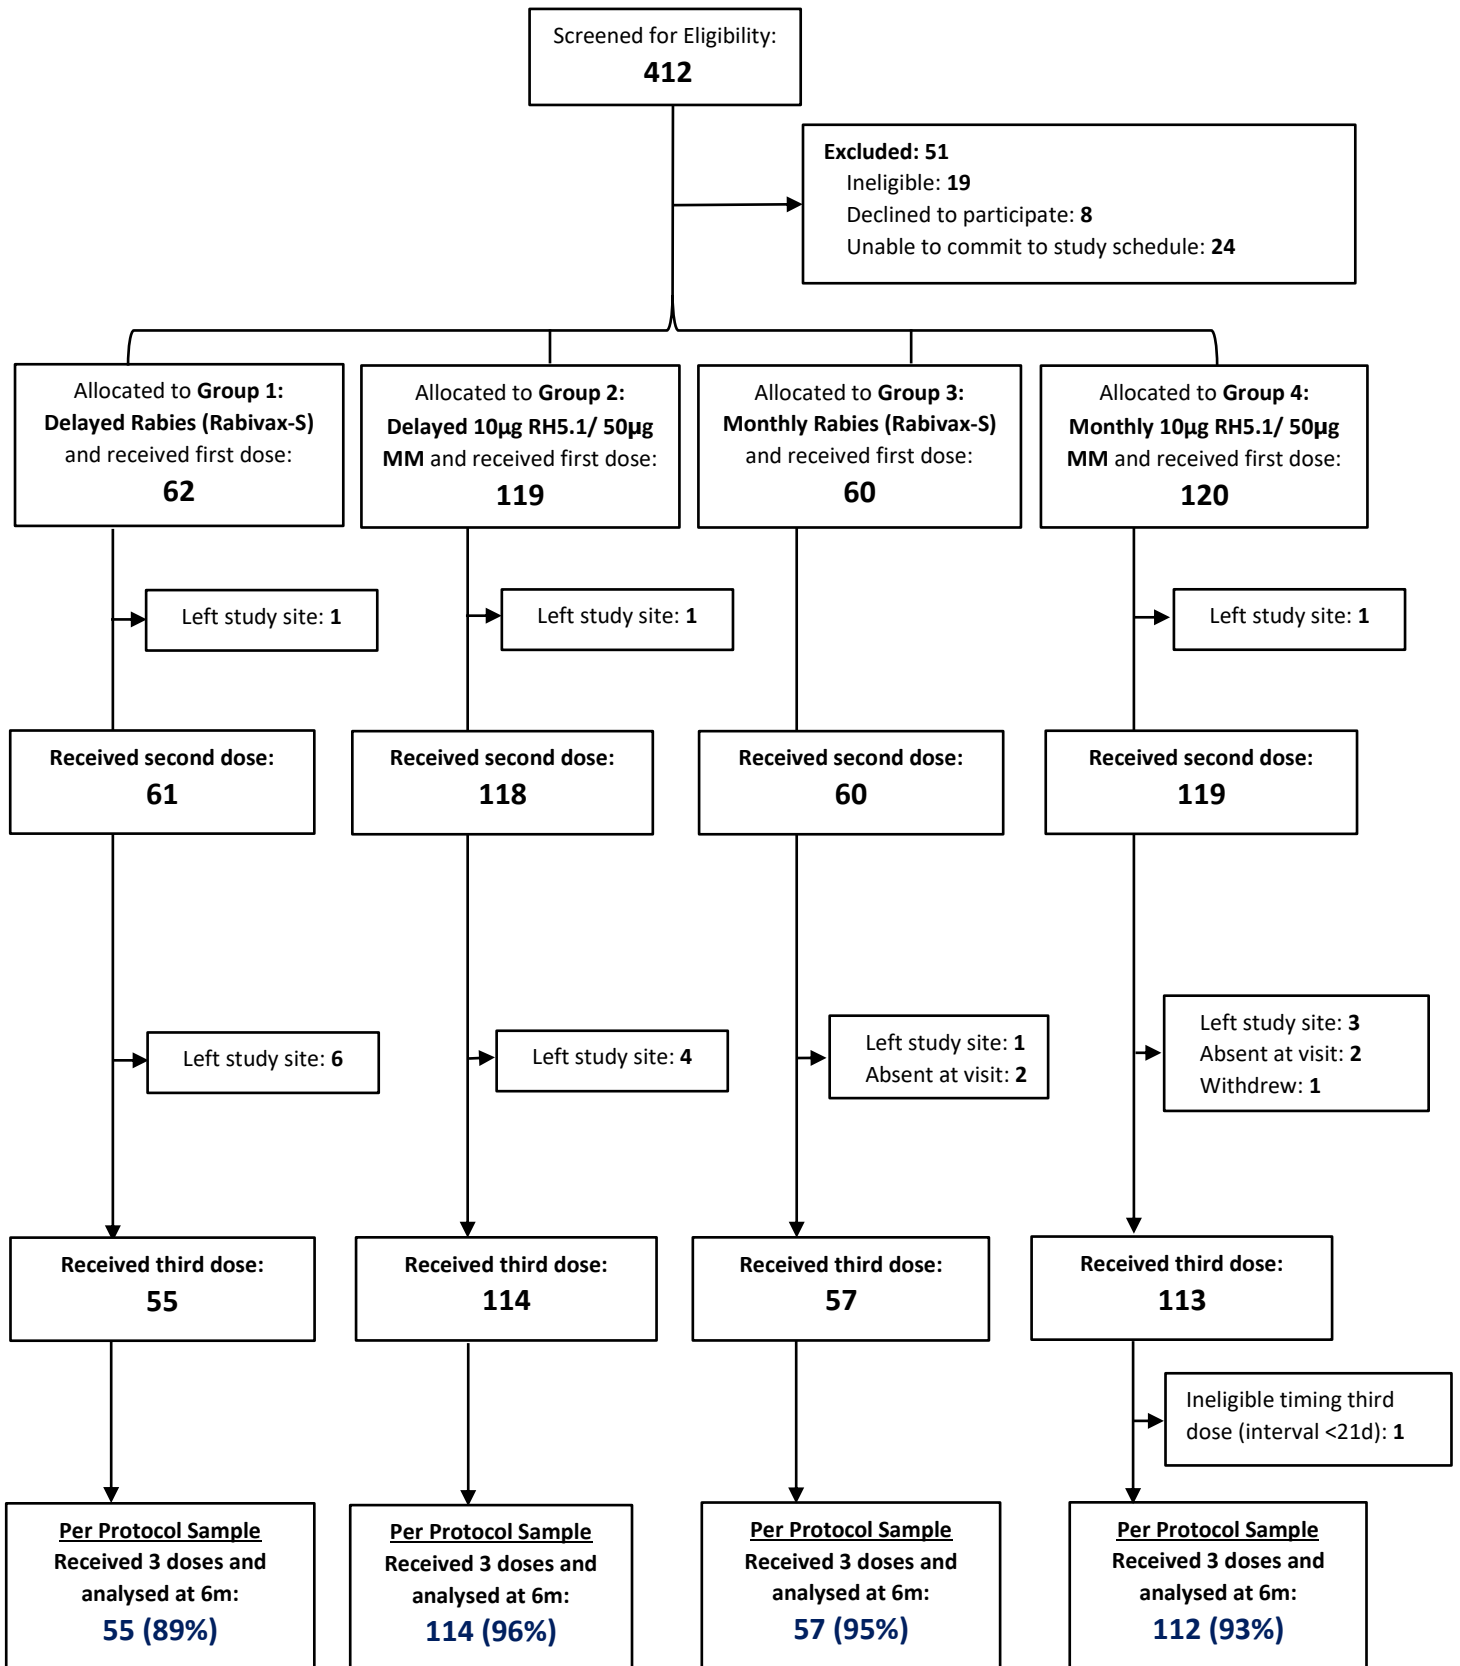 Screened for Eligibility:
412
Excluded: 51
Ineligible: 19
Declined to participate: 8
Unable to commit to study schedule: 24
Allocated to Group 1:
Delayed Rabies (Rabivax-S)
and received first dose:
62
Allocated to Group 2:
Delayed 10µg RH5.1/ 50µg
MM and received first dose:
119
Allocated to Group 3:
Monthly Rabies (Rabivax-S)
and received first dose:
60
Allocated to Group 4:
Monthly 10µg RH5.1/ 50µg
MM and received first dose:
120
Left study site: 1
Left study site: 1
Left study site: 1
Received second dose:
61
Received second dose:
118
Received second dose:
60
Received second dose:
119
Left study site: 6
Left study site: 4
Left study site: 1
Absent at visit: 2
Left study site: 3
Absent at visit: 2
Withdrew: 1
Received third dose:
55
Received third dose:
114
Received third dose:
57
Received third dose:
113
Ineligible timing third
dose (interval <21d): 1
Per Protocol Sample
Received 3 doses and
analysed at 6m:
55 (89%)
Per Protocol Sample
Received 3 doses and
analysed at 6m:
114 (96%)
Per Protocol Sample
Received 3 doses and
analysed at 6m:
57 (95%)
Per Protocol Sample
Received 3 doses and
analysed at 6m:
112 (93%)